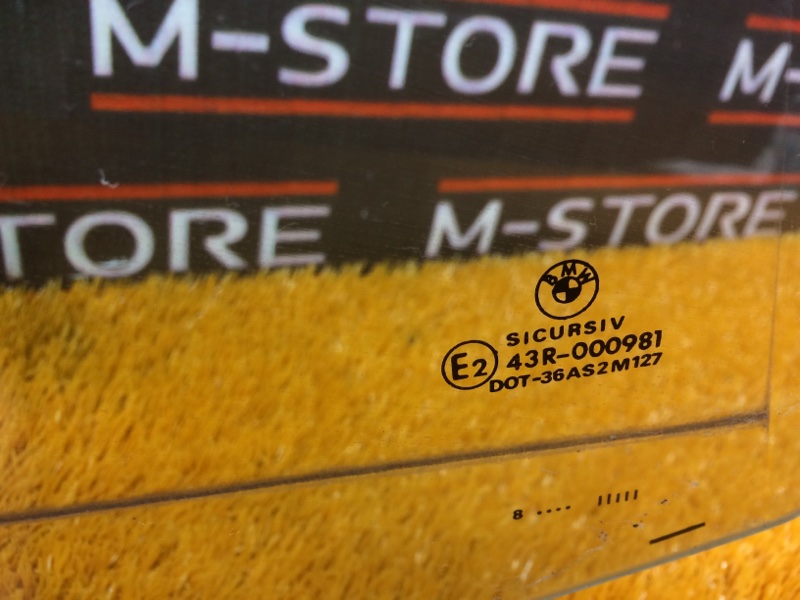 M-STORE
M-
TORE
M-STORE
BMW
SICURSIV
E2
43R-000981
DOT-36AS2M127
8 .... |||||